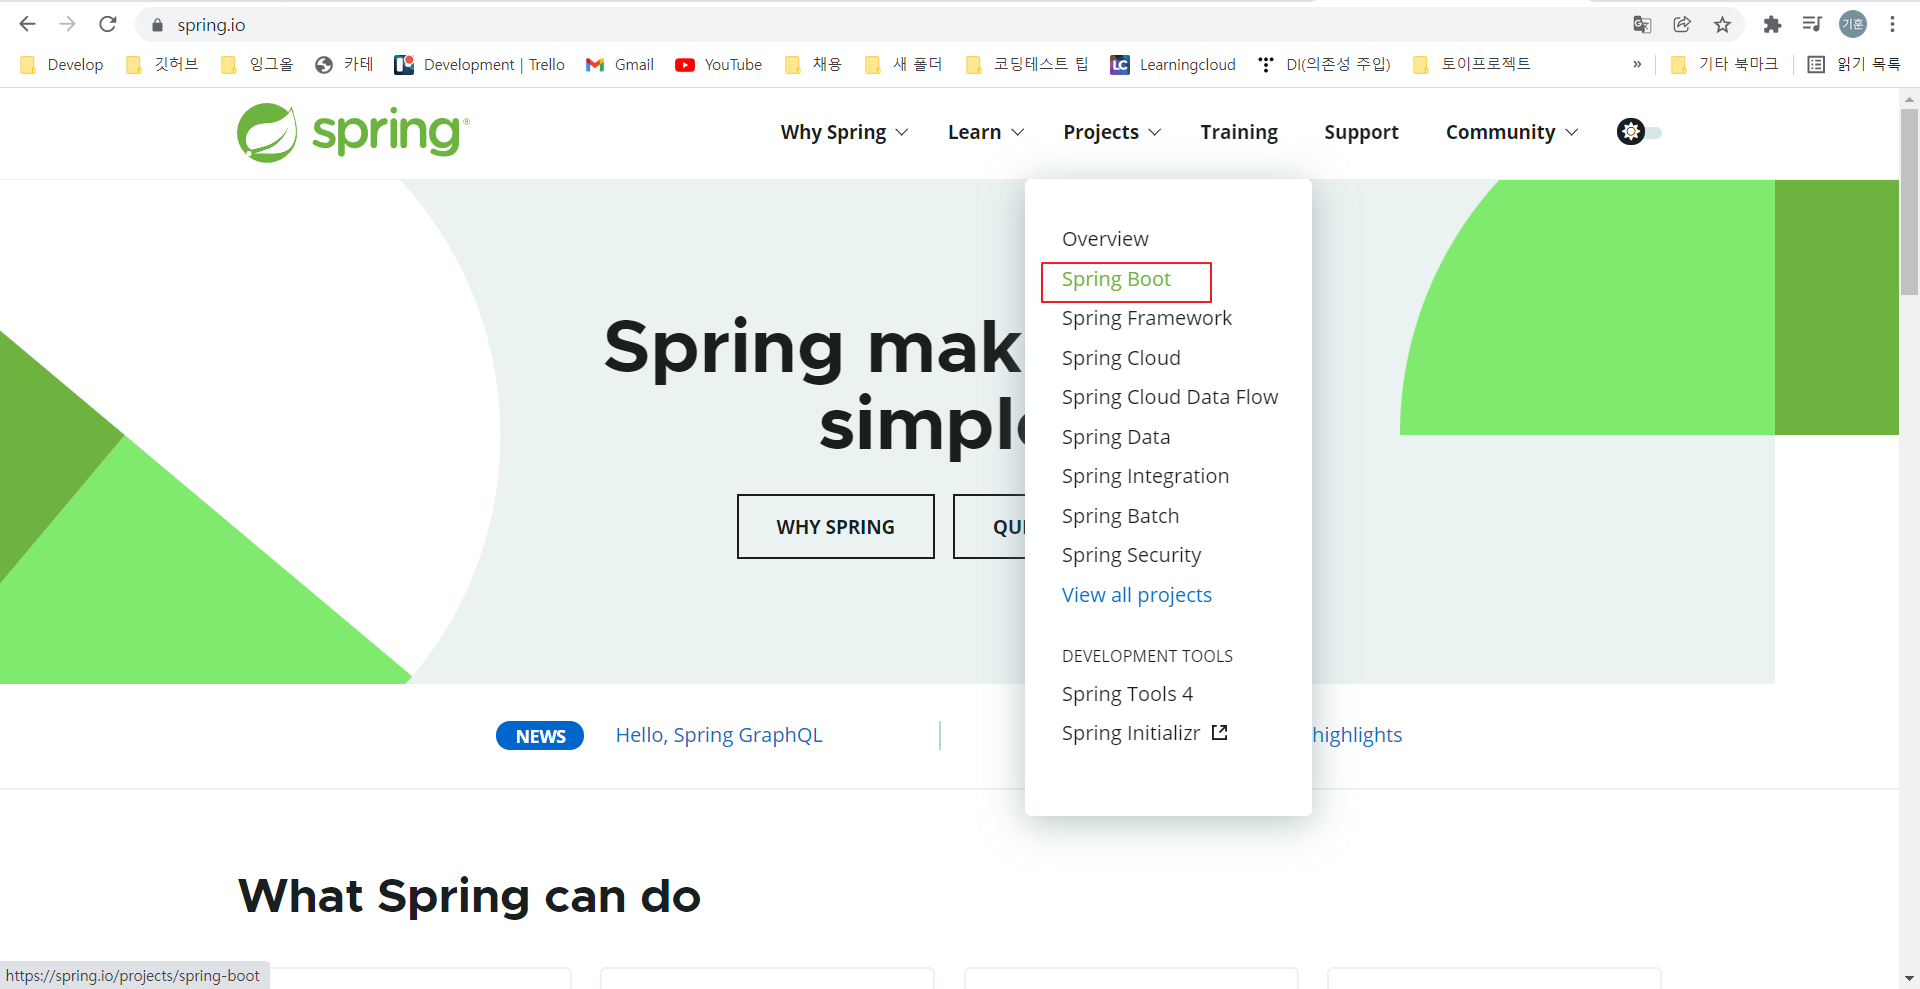 spring.io
기훈
Develop 깃허브 잉그올 카테 Development | Trello Gmail YouTube 채용 새 폴더 코딩테스트 팁 LC Learningcloud DI(의존성 주입) 토이프로젝트 » 기타 북마크 읽기 목록
spring®
Why Spring Learn Projects Training Support Community
Overview
Spring Boot
Spring Framework
Spring Cloud
Spring Cloud Data Flow
Spring Data
Spring Integration
Spring Batch
Spring Security
View all projects
DEVELOPMENT TOOLS
Spring Tools 4
Spring Initializr
Spring mak
simpl
WHY SPRING
QU
NEWS Hello, Spring GraphQL highlights
What Spring can do
https://spring.io/projects/spring-boot